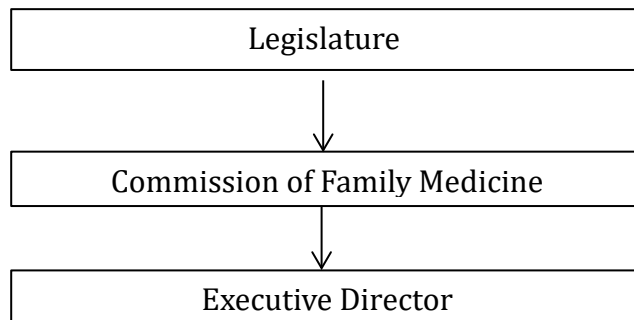 Legislature
Commission of Family Medicine
Executive Director